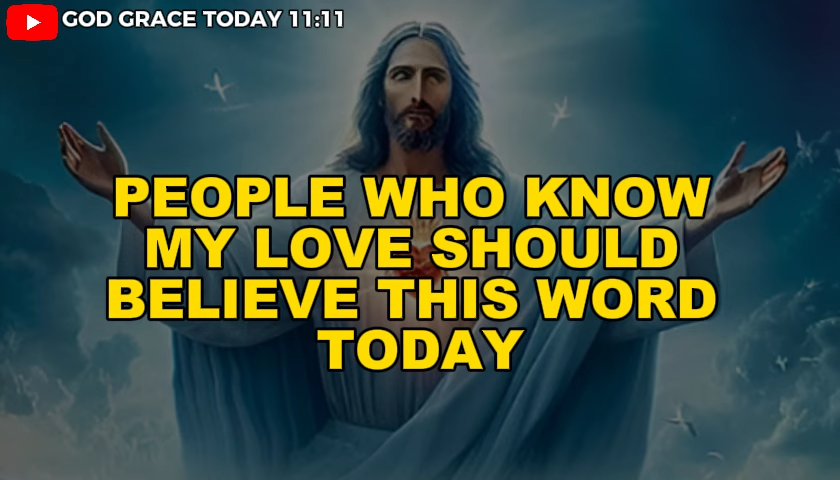 GOD GRACE TODAY 11:11
PEOPLE WHO KNOW
MY LOVE SHOULD
BELIEVE THIS WORD
TODAY